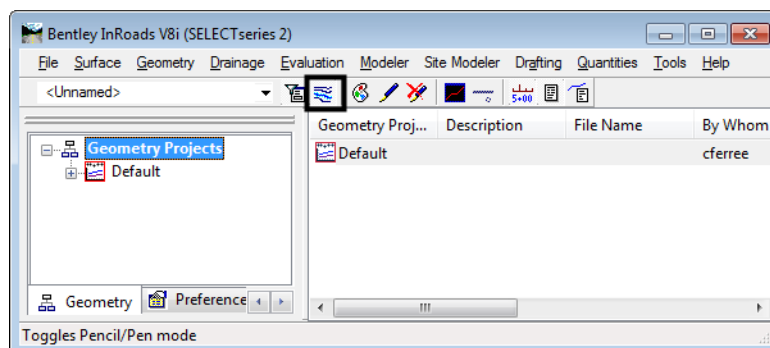 Bentley InRoads V8i (SELECTseries 2)
File Surface Geometry Drainage Evaluation Modeler Site Modeler Drafting Quantities Tools Help
<Unnamed>
5+00
Geometry Proj... Description File Name By Whom
Geometry Projects
Default
Default cferree
Geometry Preference
Toggles Pencil/Pen mode